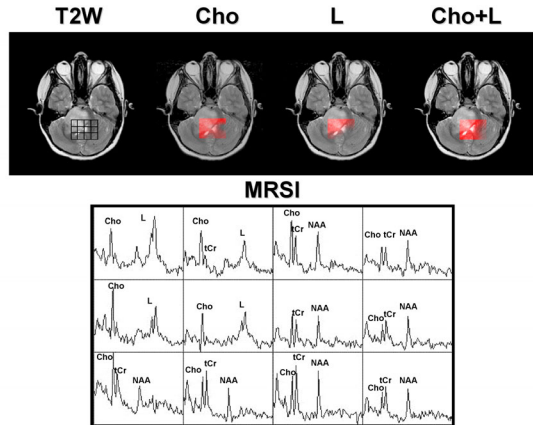 T2W Cho L Cho+L
MRSI
Cho L Cho tCr L Cho tCr NAA Cho tCr NAA
Cho L Cho L tCr NAA Cho tCr NAA
Cho tCr NAA Cho tCr NAA Cho tCr NAA Cho tCr NAA